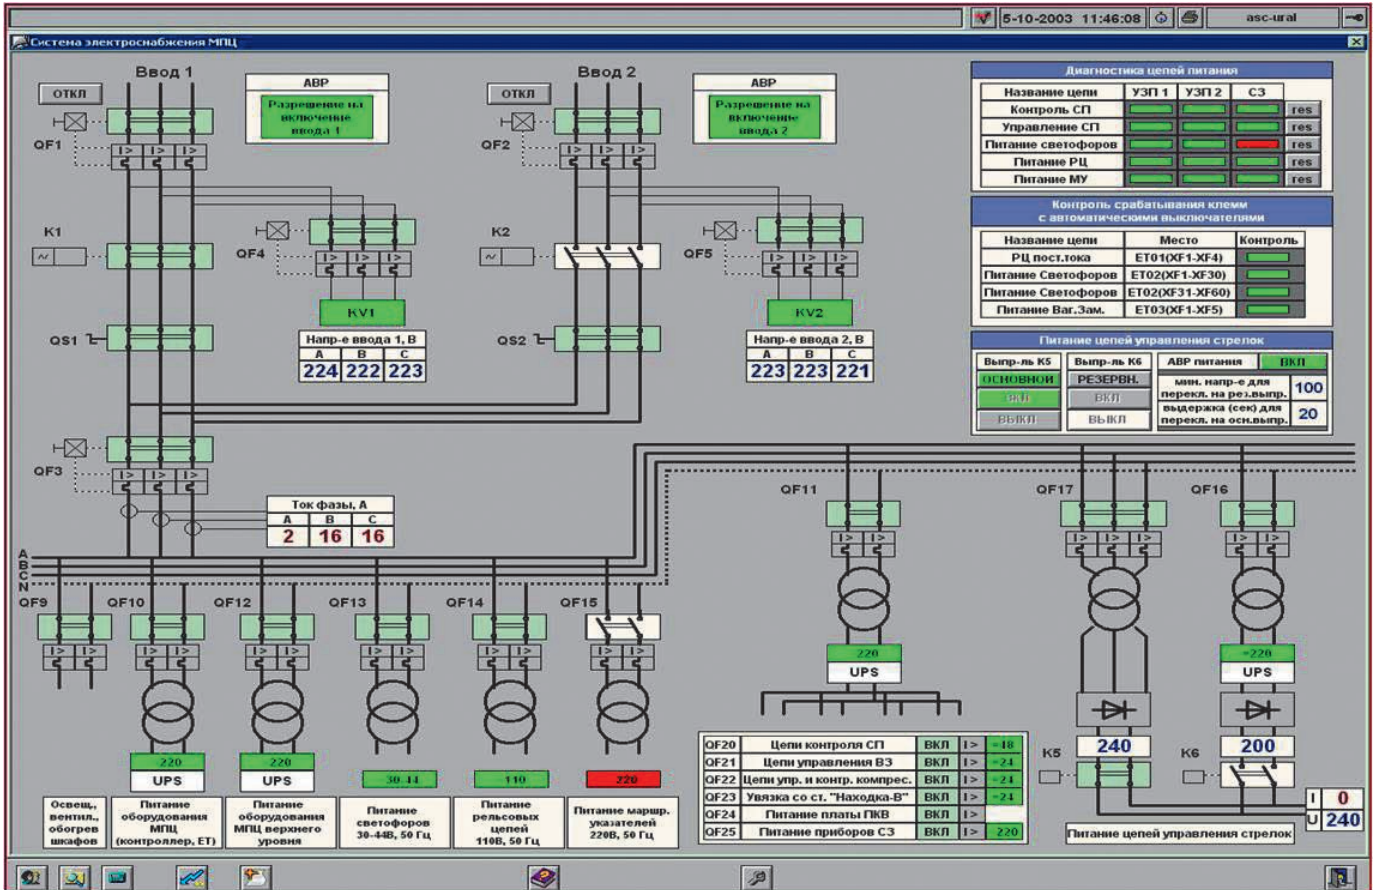 5-10-2003 11:46:08
asc-ural
Система электроснабжения МПЦ
Ввод 1
ОТКЛ
АВР
Разрешение на
включение
ввода 1
QF1
I> I> I>
K1
~
QF4
I> I> I>
KV1
Напр-е ввода 1, В
A B C
224 222 223
QS1
QF3
I> I> I>
Ток фазы, А
A B C
2 16 16
Ввод 2
ОТКЛ
АВР
Разрешение на
включение
ввода 2
QF2
I> I> I>
K2
~
QF5
I> I> I>
KV2
Напр-е ввода 2, В
A B C
223 223 221
QS2
Диагностика цепей питания
Название цепи УЗП 1 УЗП 2 СЗ
Контроль СП res
Управление СП res
Питание светофоров res
Питание РЦ res
Питание МУ res
Контроль срабатывания клемм
с автоматическими выключателями
Название цепи Место Контроль
РЦ пост.тока ET01(XF1-XF4)
Питание Светофоров ET02(XF1-XF30)
Питание Светофоров ET02(XF31-XF60)
Питание Ваг.Зам. ET03(XF1-XF5)
Питание цепей управления стрелок
Выпр-ль К5 Выпр-ль К6 АВР питания ВКЛ
ОСНОВНОЙ РЕЗЕРВН. мин. напр-е для
перекл. на рез.выпр. 100
ВКЛ ВКЛ
выдержка (сек) для
перекл. на осн.выпр. 20
ВЫКЛ ВЫКЛ
A
B
C
N
QF9 QF10 QF12 QF13 QF14 QF15
I> I> I> I> I> I> I> I> I> I> I> I>
220 220 30-44 110 220
UPS UPS
Освещ.,
вентил.,
обогрев
шкафов
Питание
оборудования
МПЦ
(контроллер, ET)
Питание
оборудования
МПЦ верхнего
уровня
Питание
светофоров
30-44В, 50 Гц
Питание
рельсовых
цепей
110В, 50 Гц
Питание маршр.
указателей
220В, 50 Гц
QF11 QF17 QF16
I> I> I> I> I> I> I>
220
UPS
=220
UPS
QF20 Цепи контроля СП ВКЛ I> =48
QF21 Цепи управления ВЗ ВКЛ I> =24
QF22 Цепи упр. и контр. компрес. ВКЛ I> =24
QF23 Увязка со ст. "Находка-В" ВКЛ I> =24
QF24 Питание платы ПКВ ВКЛ I>
QF25 Питание приборов СЗ ВКЛ I> 220
K5 240
K6 200
I 0
U 240
Питание цепей управления стрелок